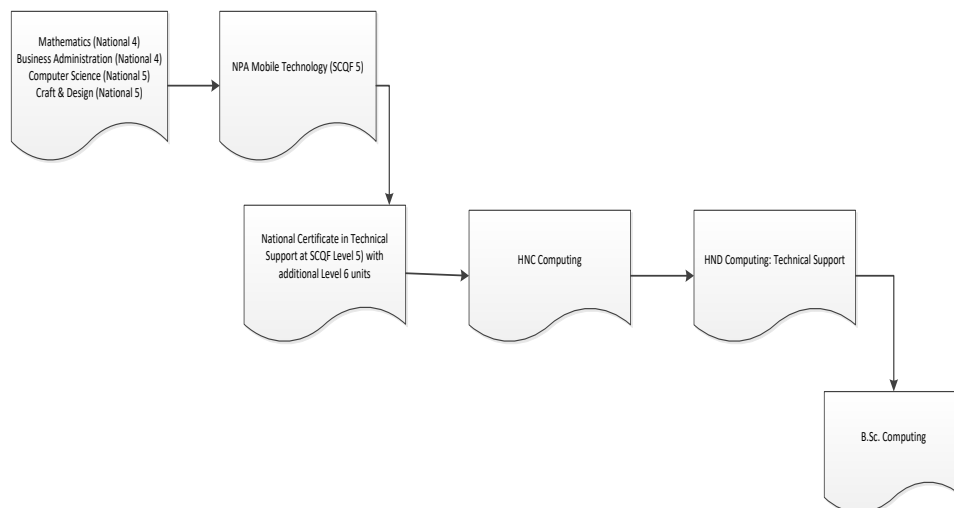 Mathematics (National 4)
Business Administration (National 4)
Computer Science (National 5)
Craft & Design (National 5)
NPA Mobile Technology (SCQF 5)
National Certificate in Technical
Support at SCQF Level 5) with
additional Level 6 units
HNC Computing
HND Computing: Technical Support
B.Sc. Computing